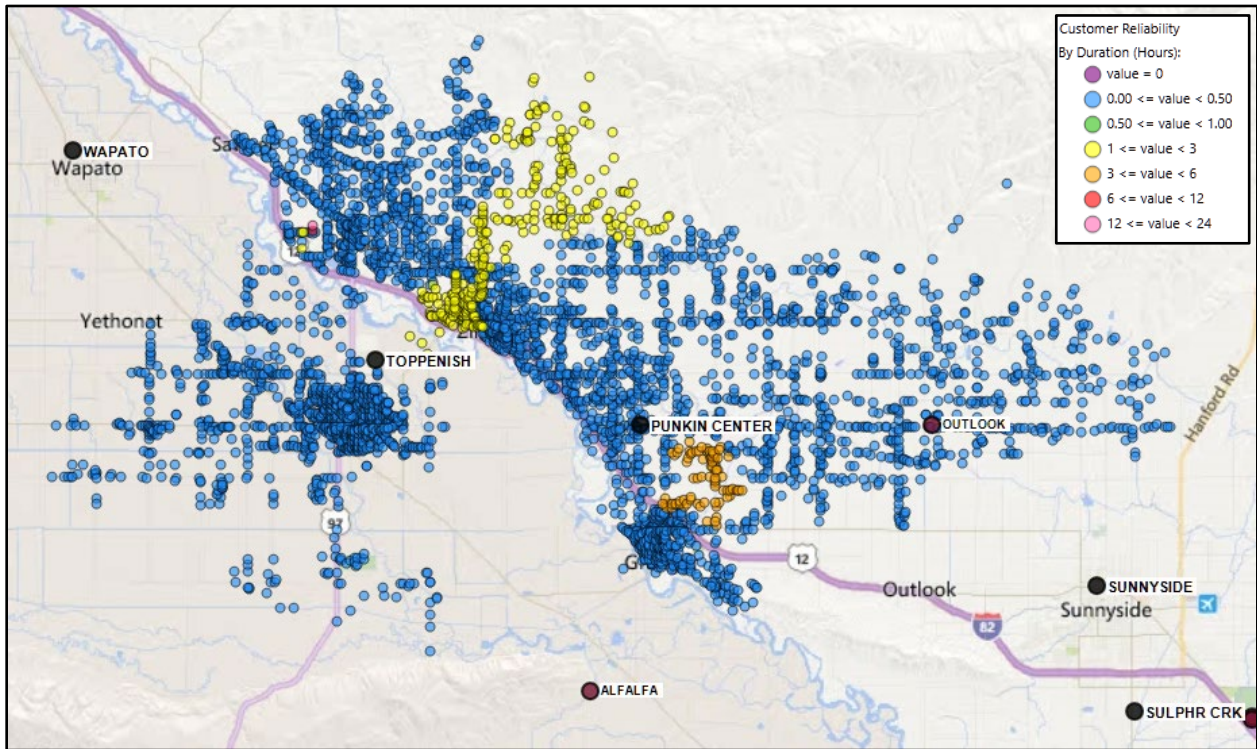 Customer Reliability
By Duration (Hours):
value = 0
0.00 <= value < 0.50
0.50 <= value < 1.00
1 <= value < 3
3 <= value < 6
6 <= value < 12
12 <= value < 24
WAPATO
Wapato
Yethonat
TOPPENISH
PUNKIN CENTER
OUTLOOK
Hanford Rd
97
12
Outlook
SUNNYSIDE
Sunnyside
82
ALFALFA
SULPHR CRK